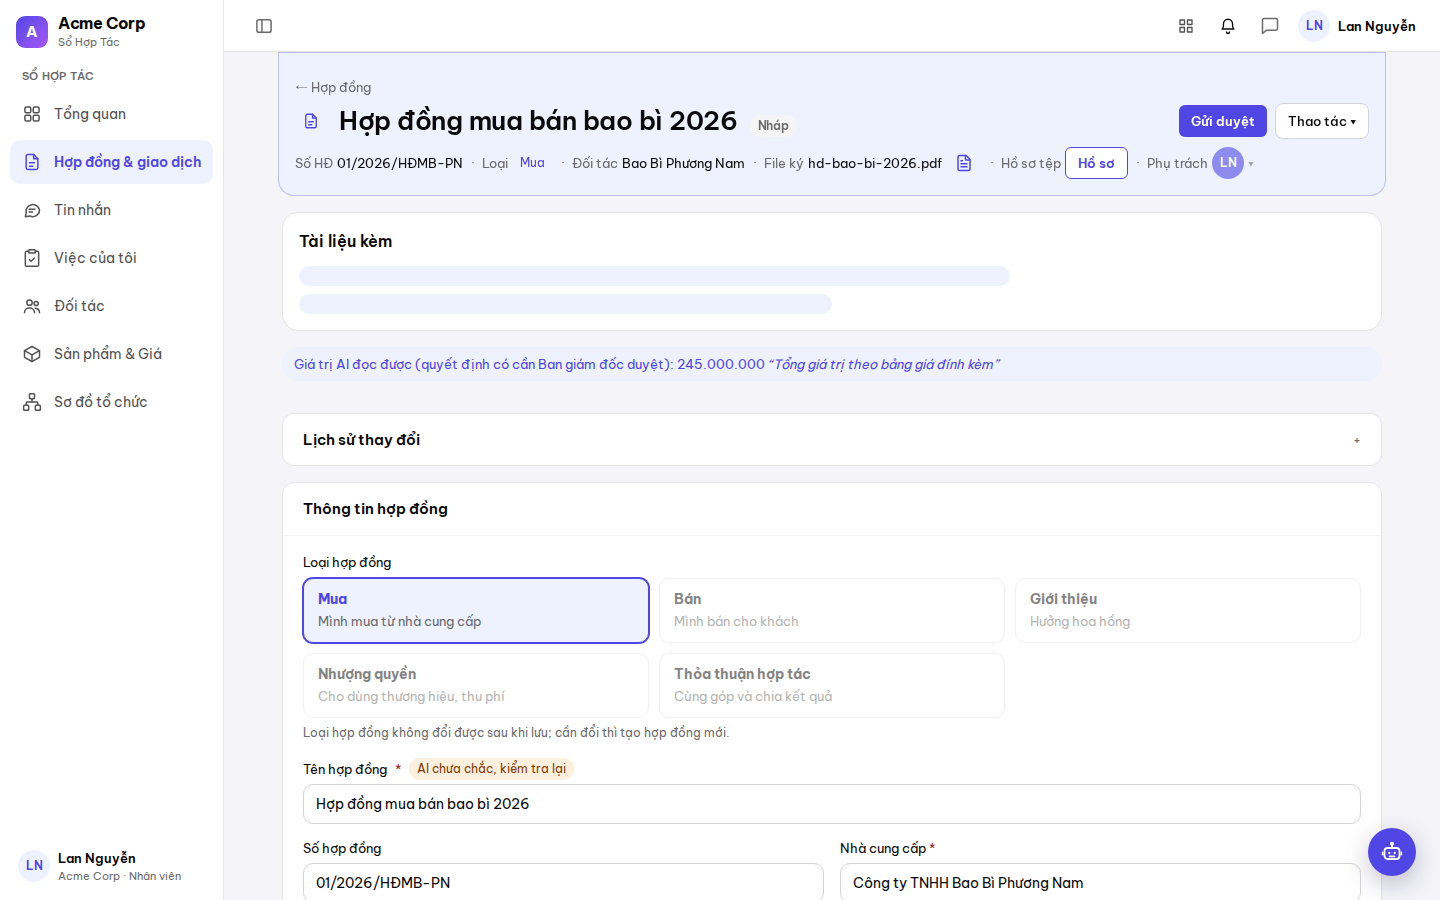 A
Acme Corp
Sổ Hợp Tác
SỔ HỢP TÁC
Tổng quan
Hợp đồng & giao dịch
Tin nhắn
Việc của tôi
Đối tác
Sản phẩm & Giá
Sơ đồ tổ chức
LN
Lan Nguyễn
Acme Corp · Nhân viên
LN Lan Nguyễn
← Hợp đồng
Hợp đồng mua bán bao bì 2026 Nháp
Gửi duyệt
Thao tác ▾
Số HĐ 01/2026/HĐMB-PN · Loại Mua · Đối tác Bao Bì Phương Nam · File ký hd-bao-bi-2026.pdf · Hồ sơ tệp Hồ sơ · Phụ trách LN ▾
Tài liệu kèm
Giá trị AI đọc được (quyết định có cần Ban giám đốc duyệt): 245.000.000 “Tổng giá trị theo bảng giá đính kèm”
Lịch sử thay đổi +
Thông tin hợp đồng
Loại hợp đồng
Mua
Mình mua từ nhà cung cấp
Bán
Mình bán cho khách
Giới thiệu
Hưởng hoa hồng
Nhượng quyền
Cho dùng thương hiệu, thu phí
Thỏa thuận hợp tác
Cùng góp và chia kết quả
Loại hợp đồng không đổi được sau khi lưu; cần đổi thì tạo hợp đồng mới.
Tên hợp đồng * AI chưa chắc, kiểm tra lại
Hợp đồng mua bán bao bì 2026
Số hợp đồng
01/2026/HĐMB-PN
Nhà cung cấp *
Công ty TNHH Bao Bì Phương Nam